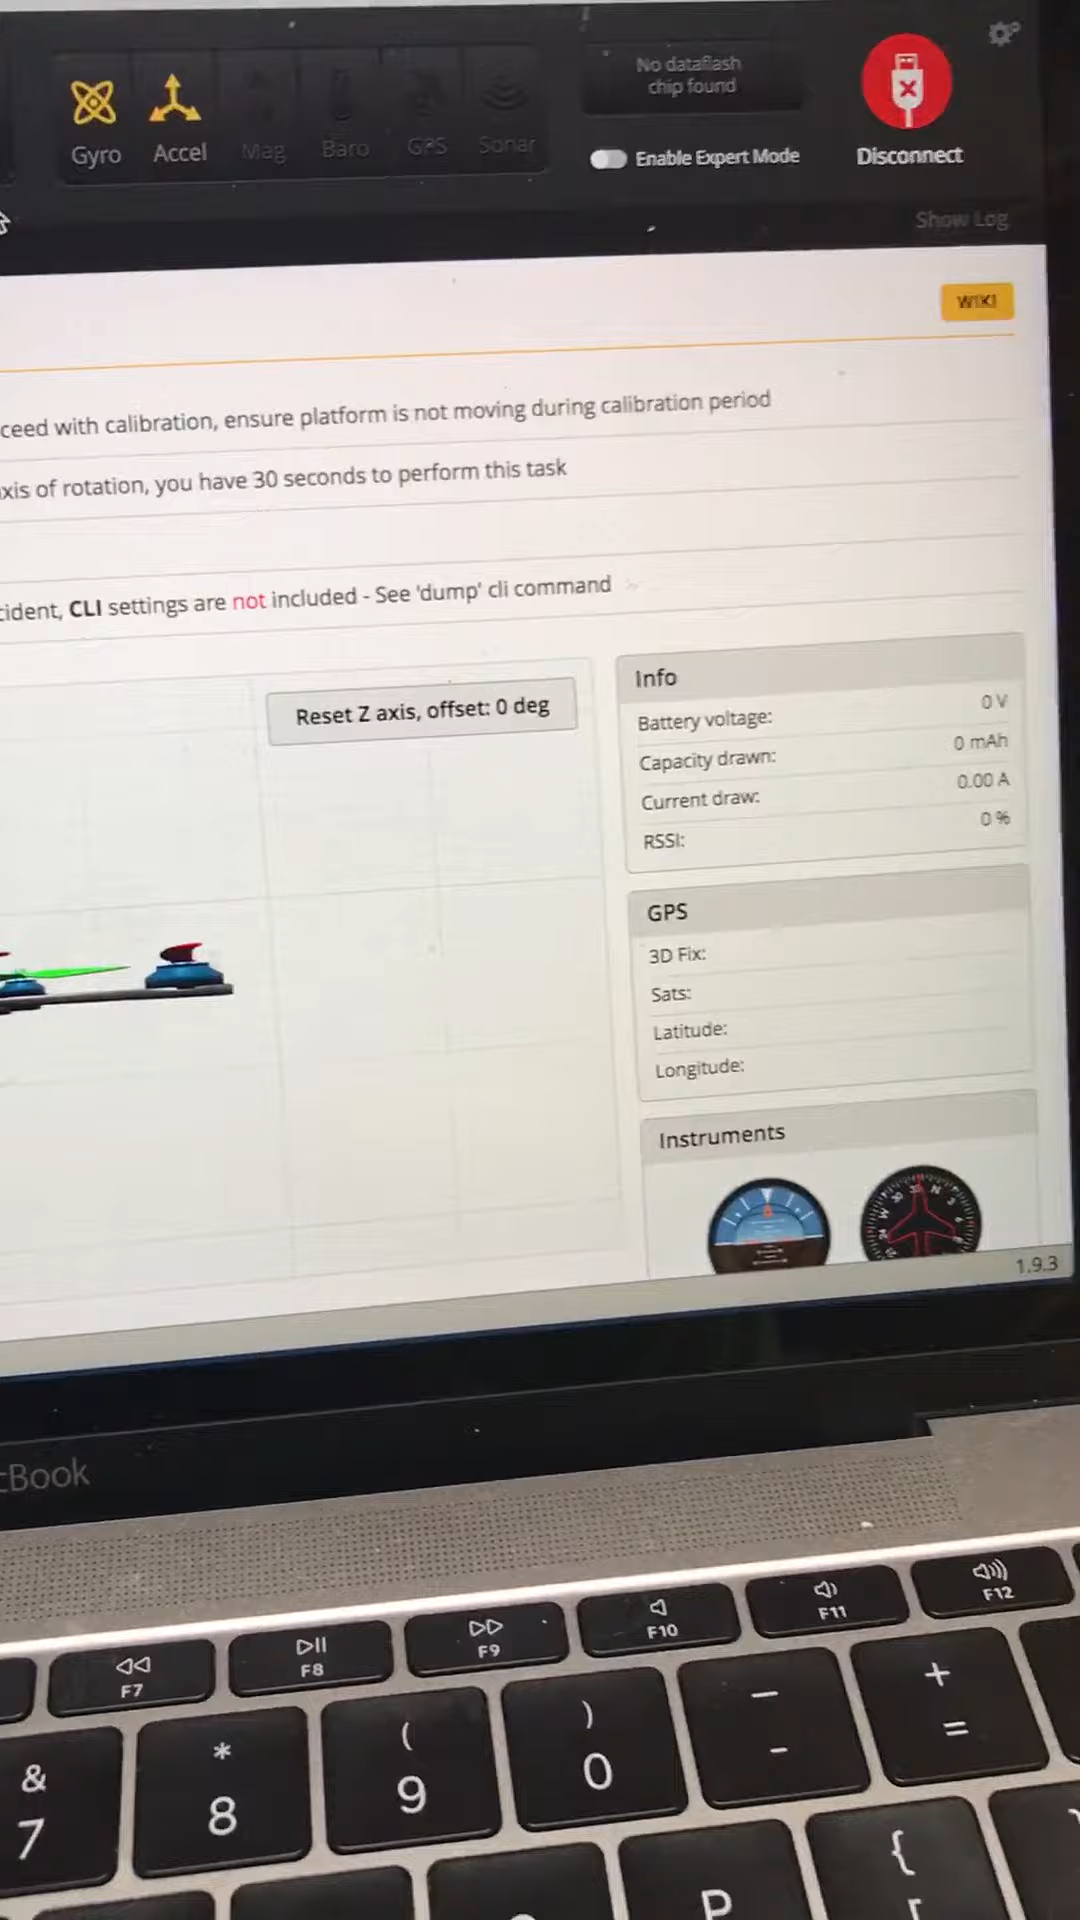 No dataflash
chip found
Gyro Accel Mag Baro GPS Sonar
Enable Expert Mode
Disconnect
Show Log
WIKI
ceed with calibration, ensure platform is not moving during calibration period
xis of rotation, you have 30 seconds to perform this task
cident, CLI settings are not included - See 'dump' cli command
Reset Z axis, offset: 0 deg
Info
Battery voltage: 0 V
Capacity drawn: 0 mAh
Current draw: 0.00 A
RSSI: 0 %
GPS
3D Fix:
Sats:
Latitude:
Longitude:
Instruments
1.9.3
cBook
F7 F8 F9 F10 F11 F12
& * ( ) — +
7 8 9 0 - =
P {
[